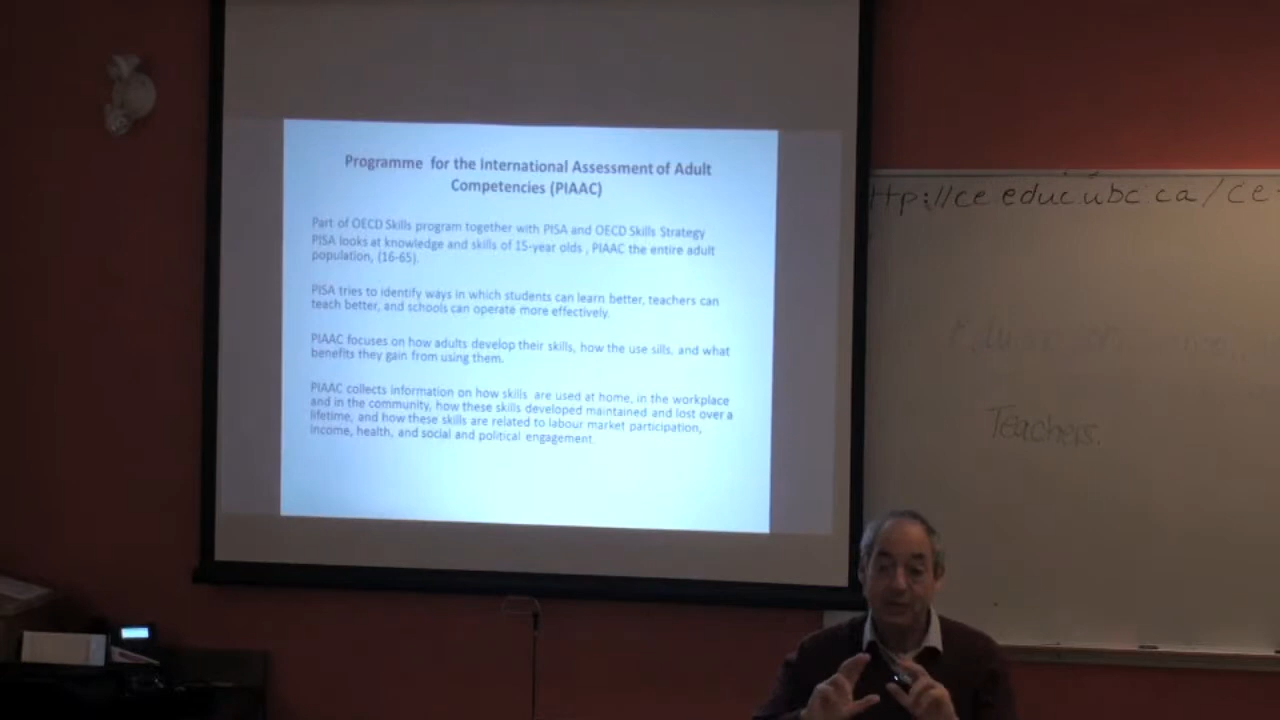 Programme for the International Assessment of Adult
Competencies (PIAAC)
Part of OECD Skills program together with PISA and OECD Skills Strategy
PISA looks at knowledge and skills of 15-year olds , PIAAC the entire adult
population, (16-65).
PISA tries to identify ways in which students can learn better, teachers can
teach better, and schools can operate more effectively.
PIAAC focuses on how adults develop their skills, how the use sills, and what
benefits they gain from using them.
PIAAC collects information on how skills are used at home, in the workplace
and in the community, how these skills developed maintained and lost over a
lifetime, and how these skills are related to labour market participation,
income, health, and social and political engagement.
ttp://ce.educ.ubc.ca/ce-
Teachers.